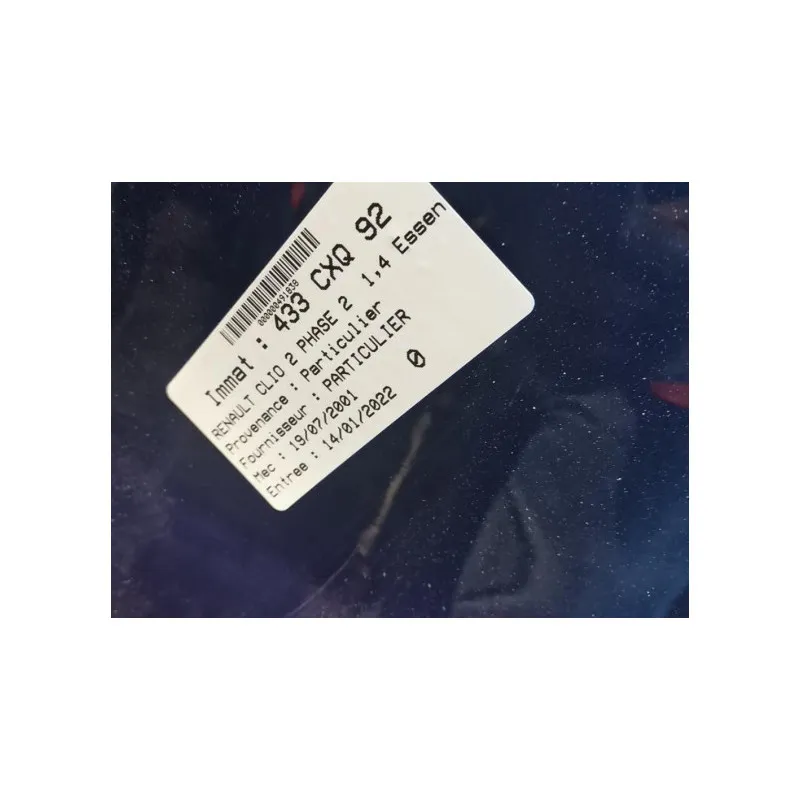 000000491838
Immat : 433 CXQ 92
RENAULT CLIO 2 PHASE 2 1,4 Essen
Provenance : Particulier
Fournisseur : PARTICULIER
Mec : 19/07/2001
Entree : 14/01/2022 0